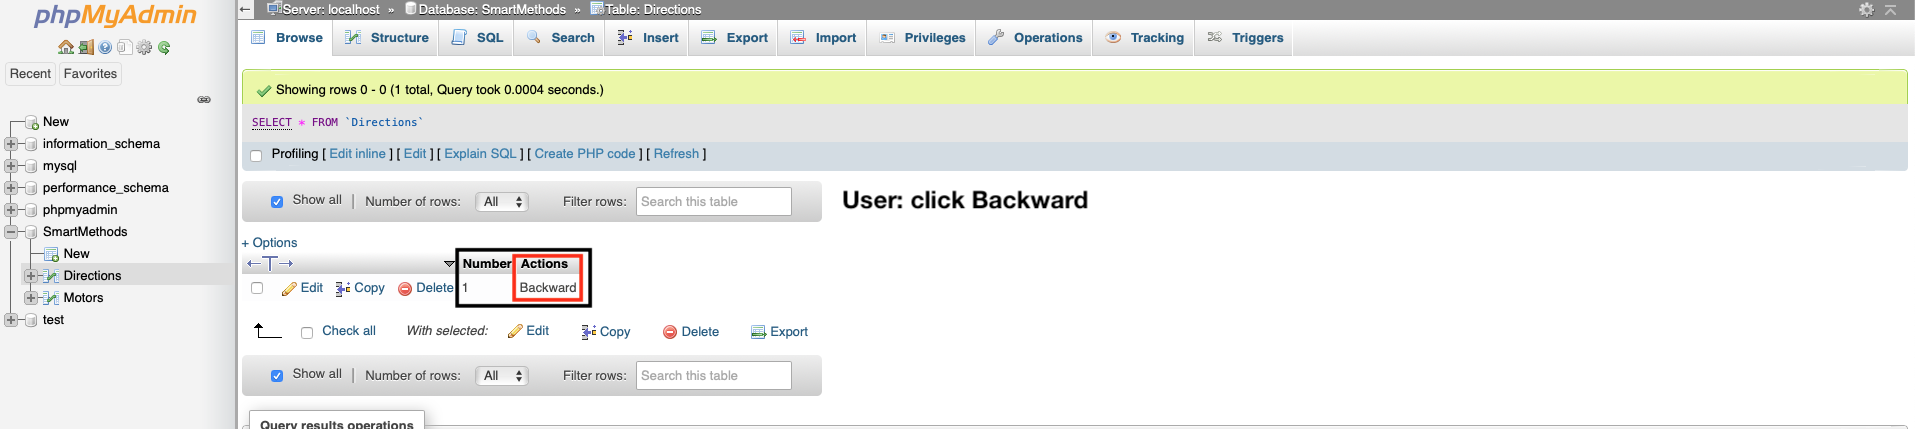 phpMyAdmin
Recent Favorites
New
information_schema
mysql
performance_schema
phpmyadmin
SmartMethods
New
Directions
Motors
test
Server: localhost » Database: SmartMethods » Table: Directions
Browse Structure SQL Search Insert Export Import Privileges Operations Tracking Triggers
Showing rows 0 - 0 (1 total, Query took 0.0004 seconds.)
SELECT * FROM `Directions`
Profiling [ Edit inline ] [ Edit ] [ Explain SQL ] [ Create PHP code ] [ Refresh ]
Show all | Number of rows: All Filter rows: Search this table
User: click Backward
+ Options
←T→ Number Actions
Edit Copy Delete 1 Backward
Check all With selected: Edit Copy Delete Export
Show all | Number of rows: All Filter rows: Search this table
Query results operations